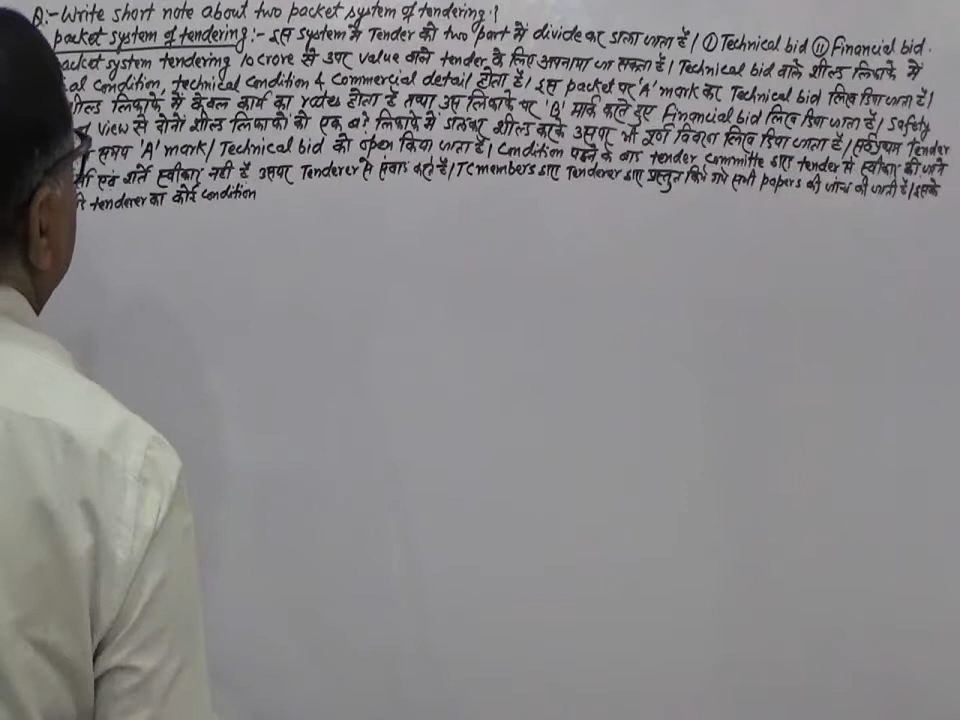 Q:- Write short note about two packet system of tendering?
packet system of tendering:- इस system में Tender को two part में divide कर डाला जाता है। ① Technical bid ⑪ Financial bid.
packet system tendering 10 crore से उपर value वाले tender के लिए अपनाया जा सकता है। Technical bid वाले शील्ड लिफाफे में
condition, technical condition & commercial detail होता है। इस packet पर 'A' mark कर Technical bid लिख दिया जाता है।
शील्ड लिफाफे में केवल कार्य का rates होता है तथा उस लिफाफे पर 'B' मार्क करते हुए Financial bid लिख दिया जाता है। Safety
view से दोनों शील्ड लिफाफों को एक बड़े लिफाफे में डालकर शील्ड करके उसपर भी पूर्ण विवरण लिख दिया जाता है। सर्वप्रथम Tender
समय 'A' mark/Technical bid को open किया जाता है। Condition पढ़ने के बाद tender committe द्वारा tender में स्वीकार की जाने
एवं शर्ते स्वीकार नहीं है उसपर Tenderer से संवाद करते है। TC members द्वारा Tenderer द्वारा प्रस्तुत किये गये सभी papers की जांच की जाती है। इसके
tenderer का कोई condition